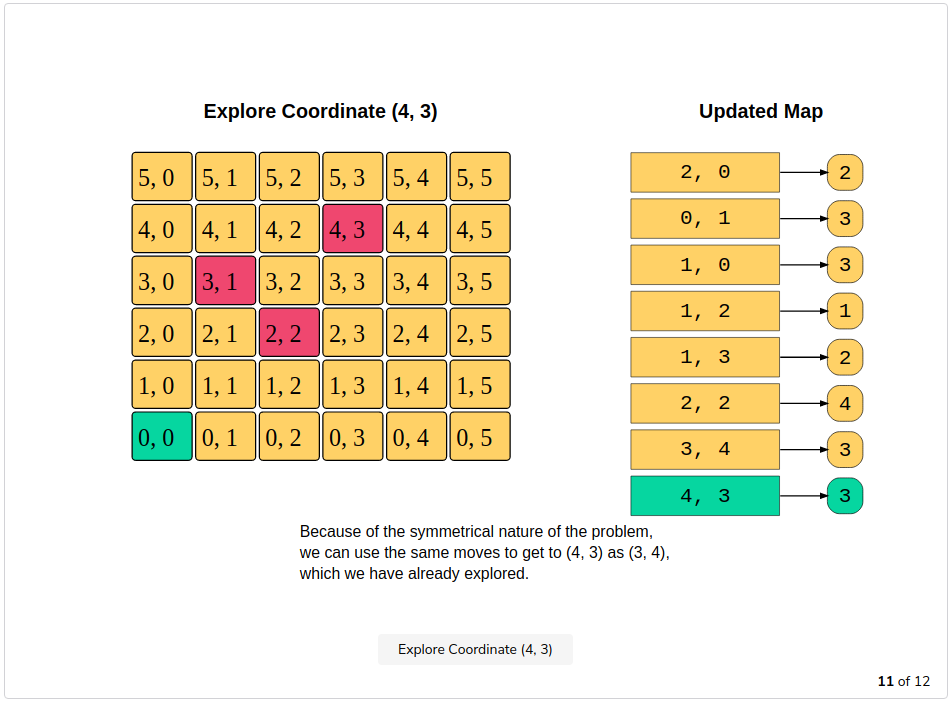 Explore Coordinate (4, 3)
Updated Map
5, 0 5, 1 5, 2 5, 3 5, 4 5, 5
4, 0 4, 1 4, 2 4, 3 4, 4 4, 5
3, 0 3, 1 3, 2 3, 3 3, 4 3, 5
2, 0 2, 1 2, 2 2, 3 2, 4 2, 5
1, 0 1, 1 1, 2 1, 3 1, 4 1, 5
0, 0 0, 1 0, 2 0, 3 0, 4 0, 5
2, 0 2
0, 1 3
1, 0 3
1, 2 1
1, 3 2
2, 2 4
3, 4 3
4, 3 3
Because of the symmetrical nature of the problem,
we can use the same moves to get to (4, 3) as (3, 4),
which we have already explored.
Explore Coordinate (4, 3)
11 of 12